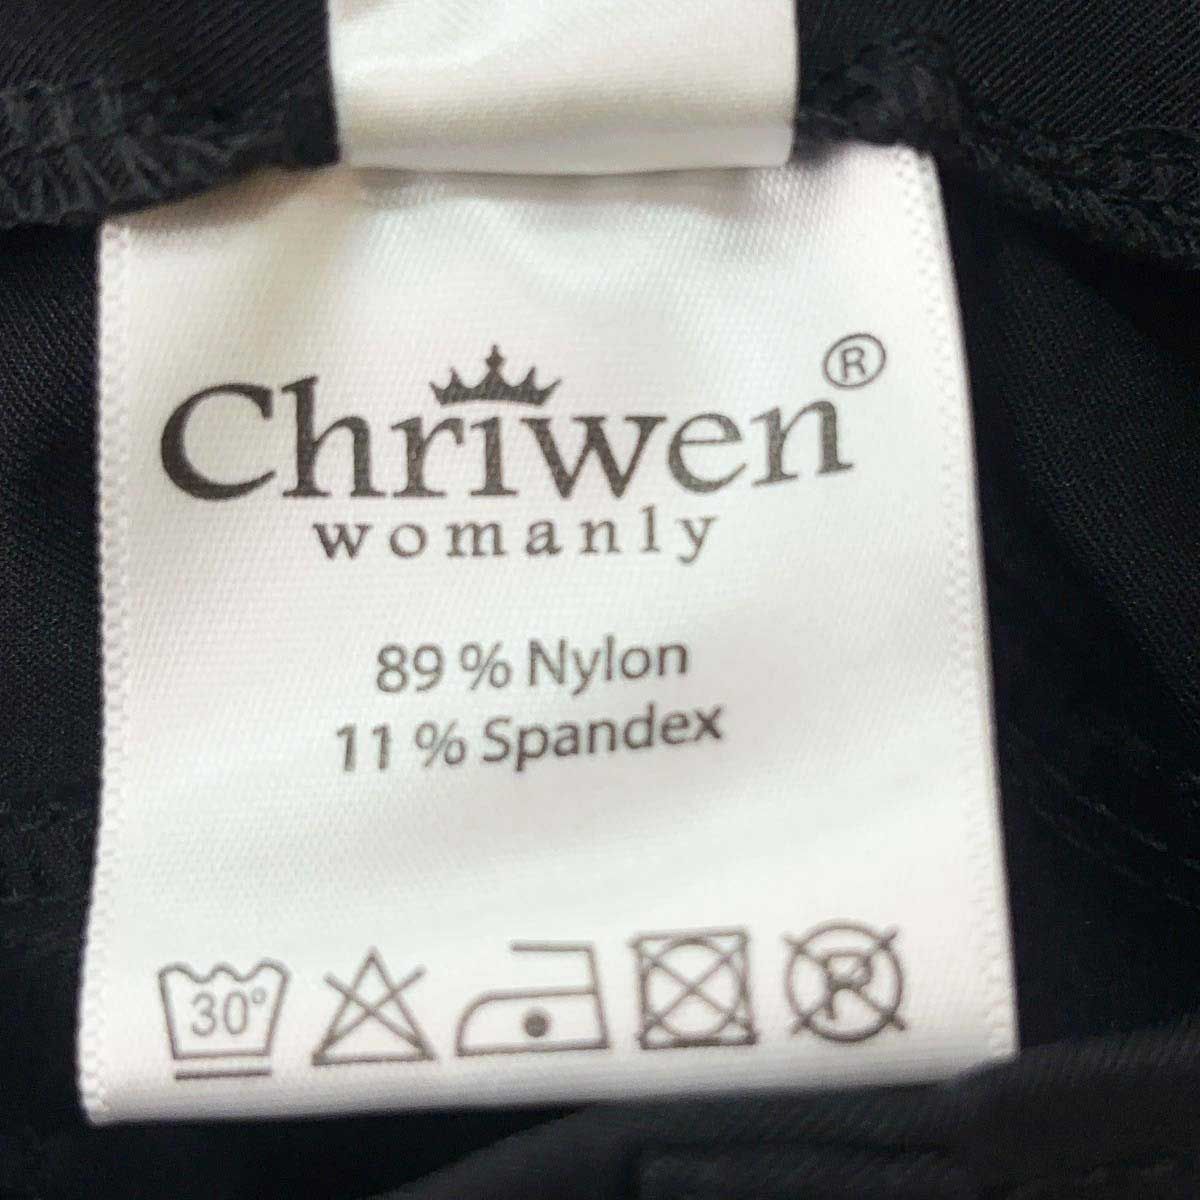 Chriwen®
womanly
89 % Nylon
11 % Spandex
30° P